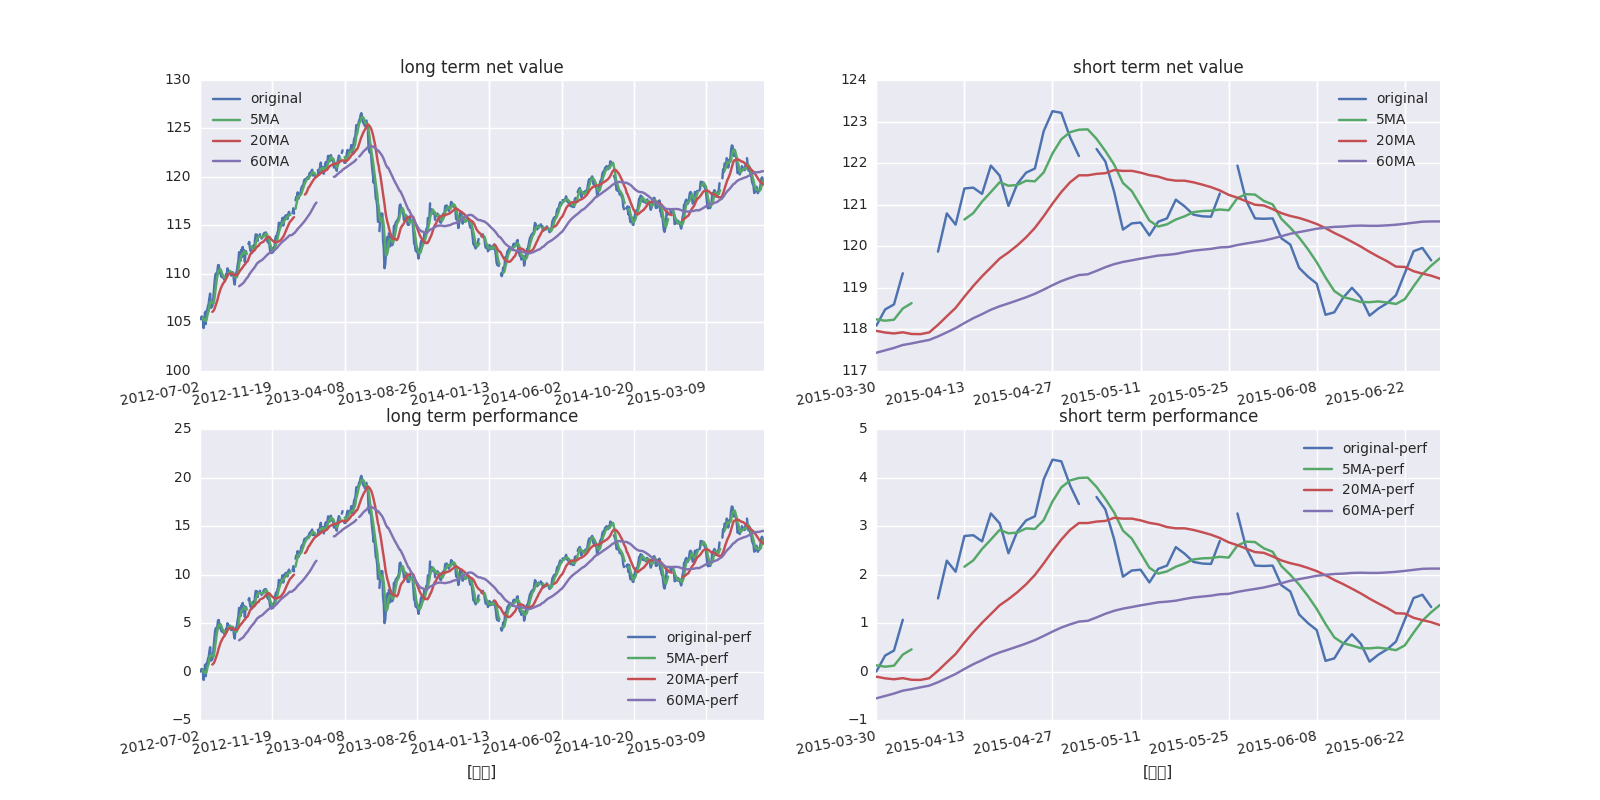 long term net value
130
125
120
115
110
105
100
original
5MA
20MA
60MA
2012-07-02
2012-11-19
2013-04-08
2013-08-26
2014-01-13
2014-06-02
2014-10-20
2015-03-09
short term net value
124
123
122
121
120
119
118
117
original
5MA
20MA
60MA
2015-03-30
2015-04-13
2015-04-27
2015-05-11
2015-05-25
2015-06-08
2015-06-22
long term performance
25
20
15
10
5
0
−5
original-perf
5MA-perf
20MA-perf
60MA-perf
2012-07-02
2012-11-19
2013-04-08
2013-08-26
2014-01-13
2014-06-02
2014-10-20
2015-03-09
short term performance
5
4
3
2
1
0
−1
original-perf
5MA-perf
20MA-perf
60MA-perf
2015-03-30
2015-04-13
2015-04-27
2015-05-11
2015-05-25
2015-06-08
2015-06-22